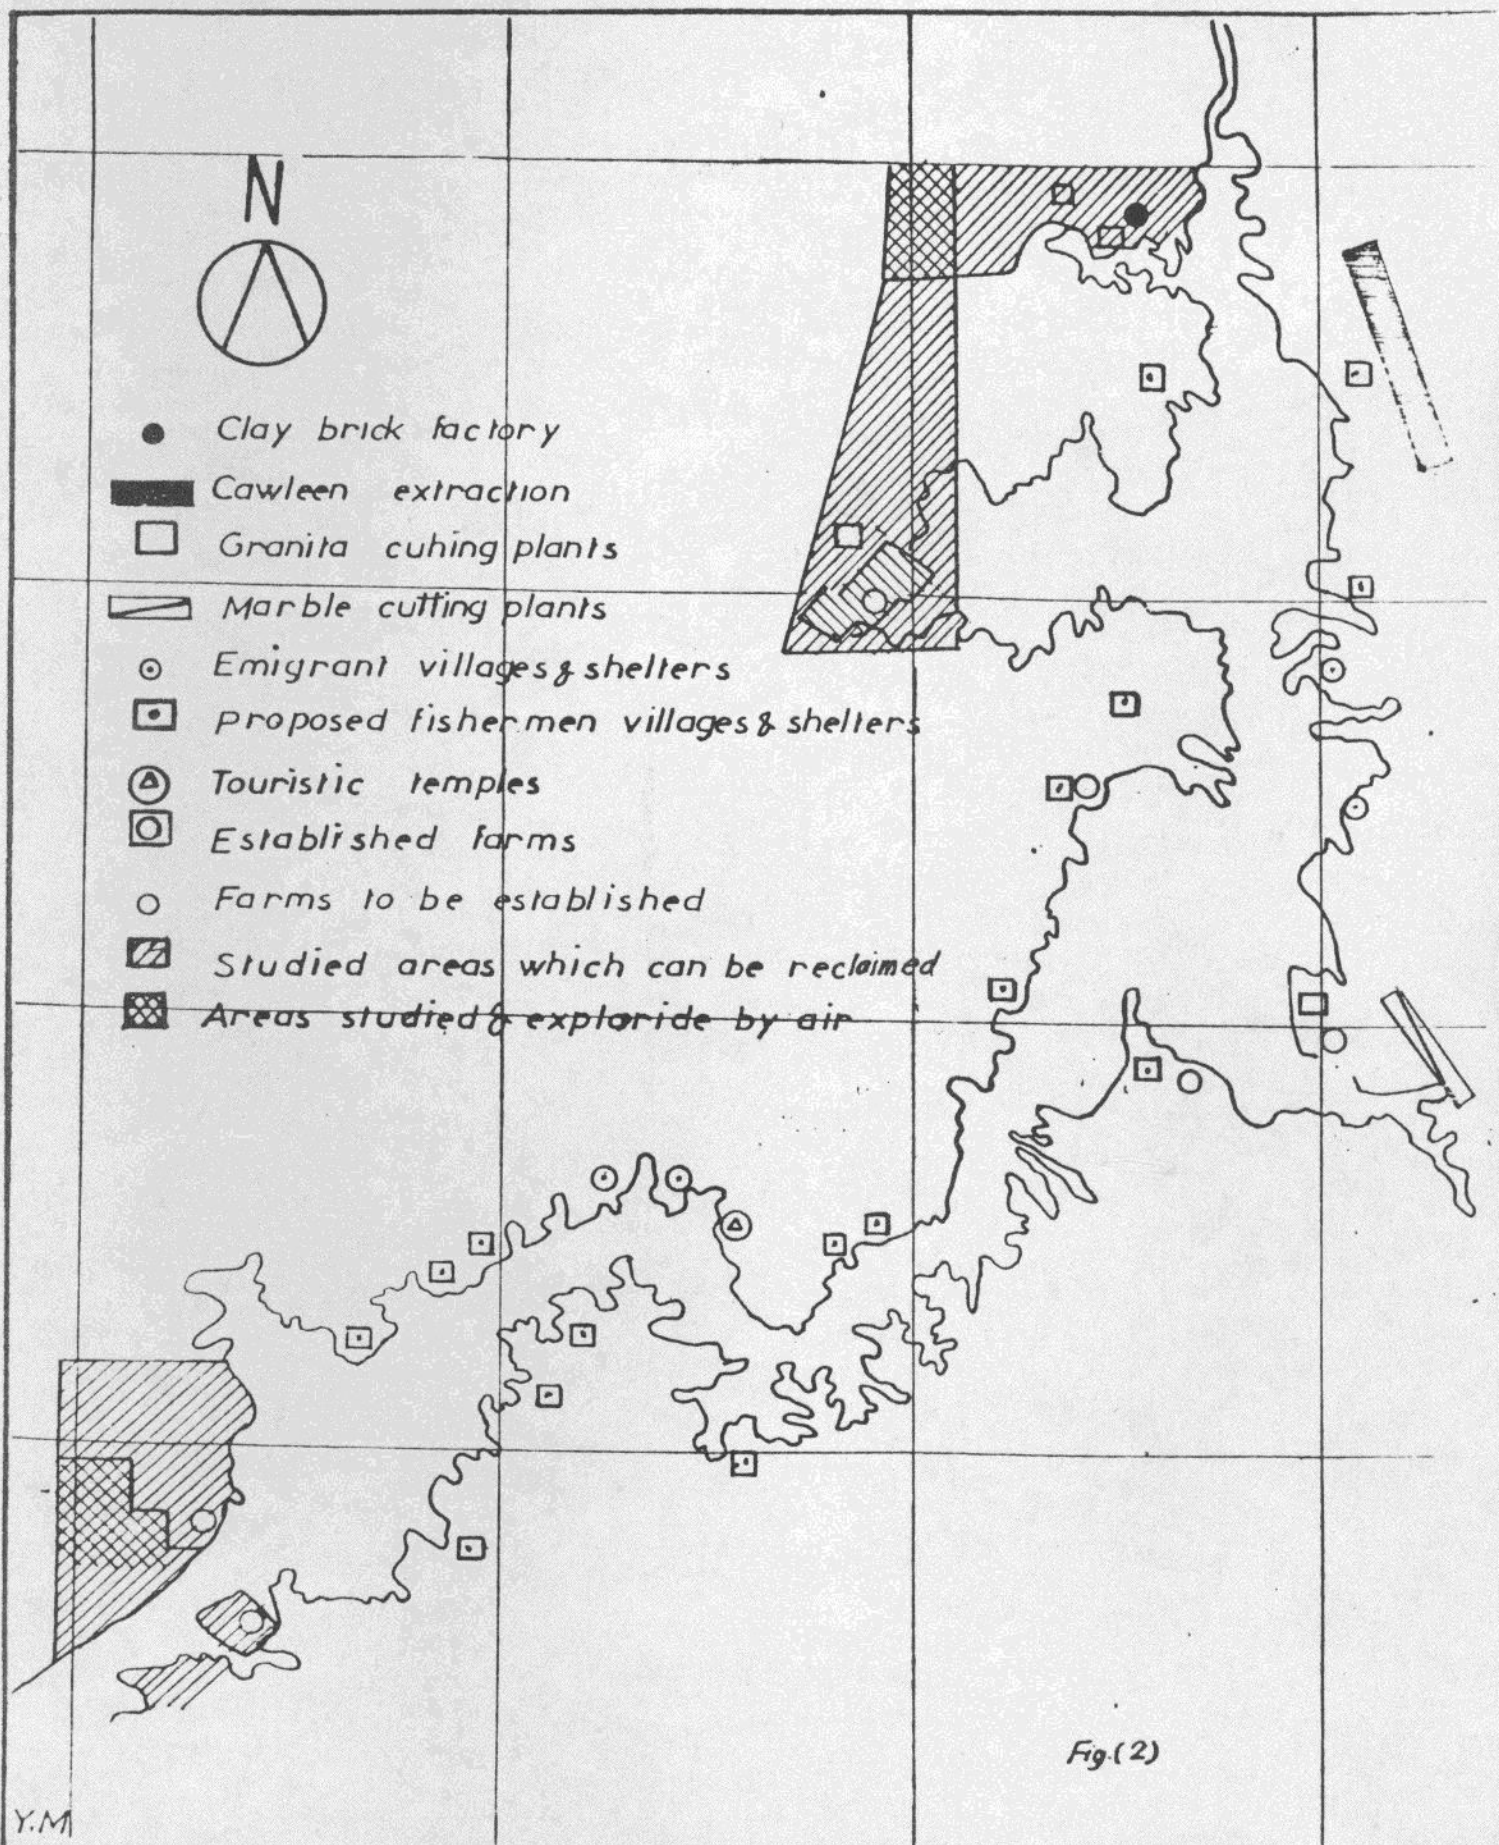 N
Clay brick factory
Cawleen extraction
Granita cuhing plants
Marble cutting plants
Emigrant villages & shelters
Proposed fishermen villages & shelters
Touristic temples
Established farms
Farms to be established
Studied areas which can be reclaimed
Areas studied & exploride by air
Fig.(2)
Y.M